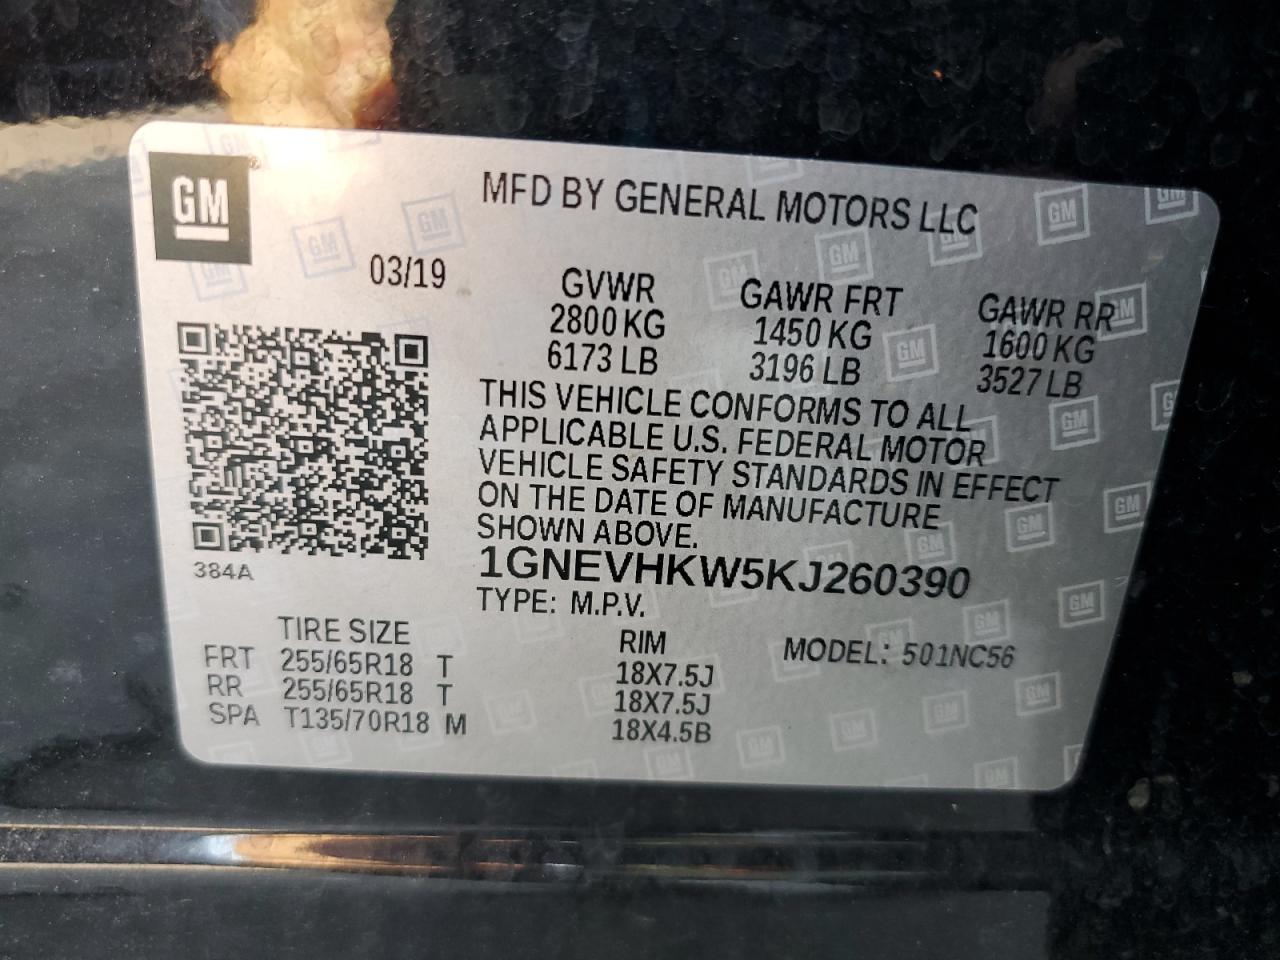 GM
MFD BY GENERAL MOTORS LLC
03/19
GVWR GAWR FRT GAWR RR
2800 KG 1450 KG 1600 KG
6173 LB 3196 LB 3527 LB
THIS VEHICLE CONFORMS TO ALL
APPLICABLE U.S. FEDERAL MOTOR
VEHICLE SAFETY STANDARDS IN EFFECT
ON THE DATE OF MANUFACTURE
SHOWN ABOVE.
384A
1GNEVHKW5KJ260390
TYPE: M.P.V.
TIRE SIZE RIM MODEL: 501NC56
FRT 255/65R18 T 18X7.5J
RR 255/65R18 T 18X7.5J
SPA T135/70R18 M 18X4.5B